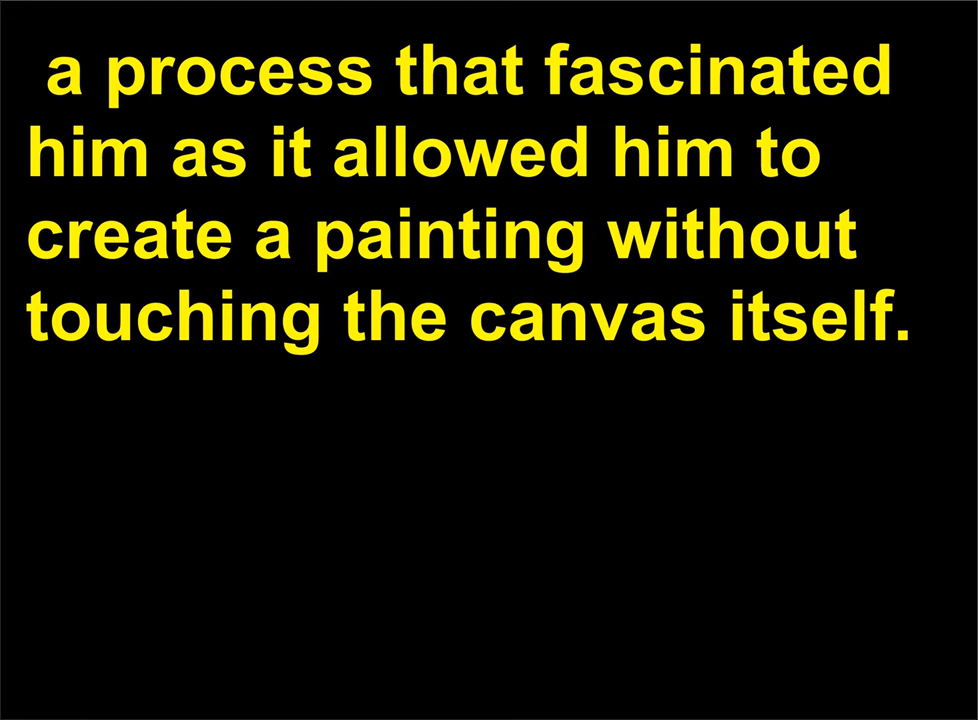 a process that fascinated
him as it allowed him to
create a painting without
touching the canvas itself.